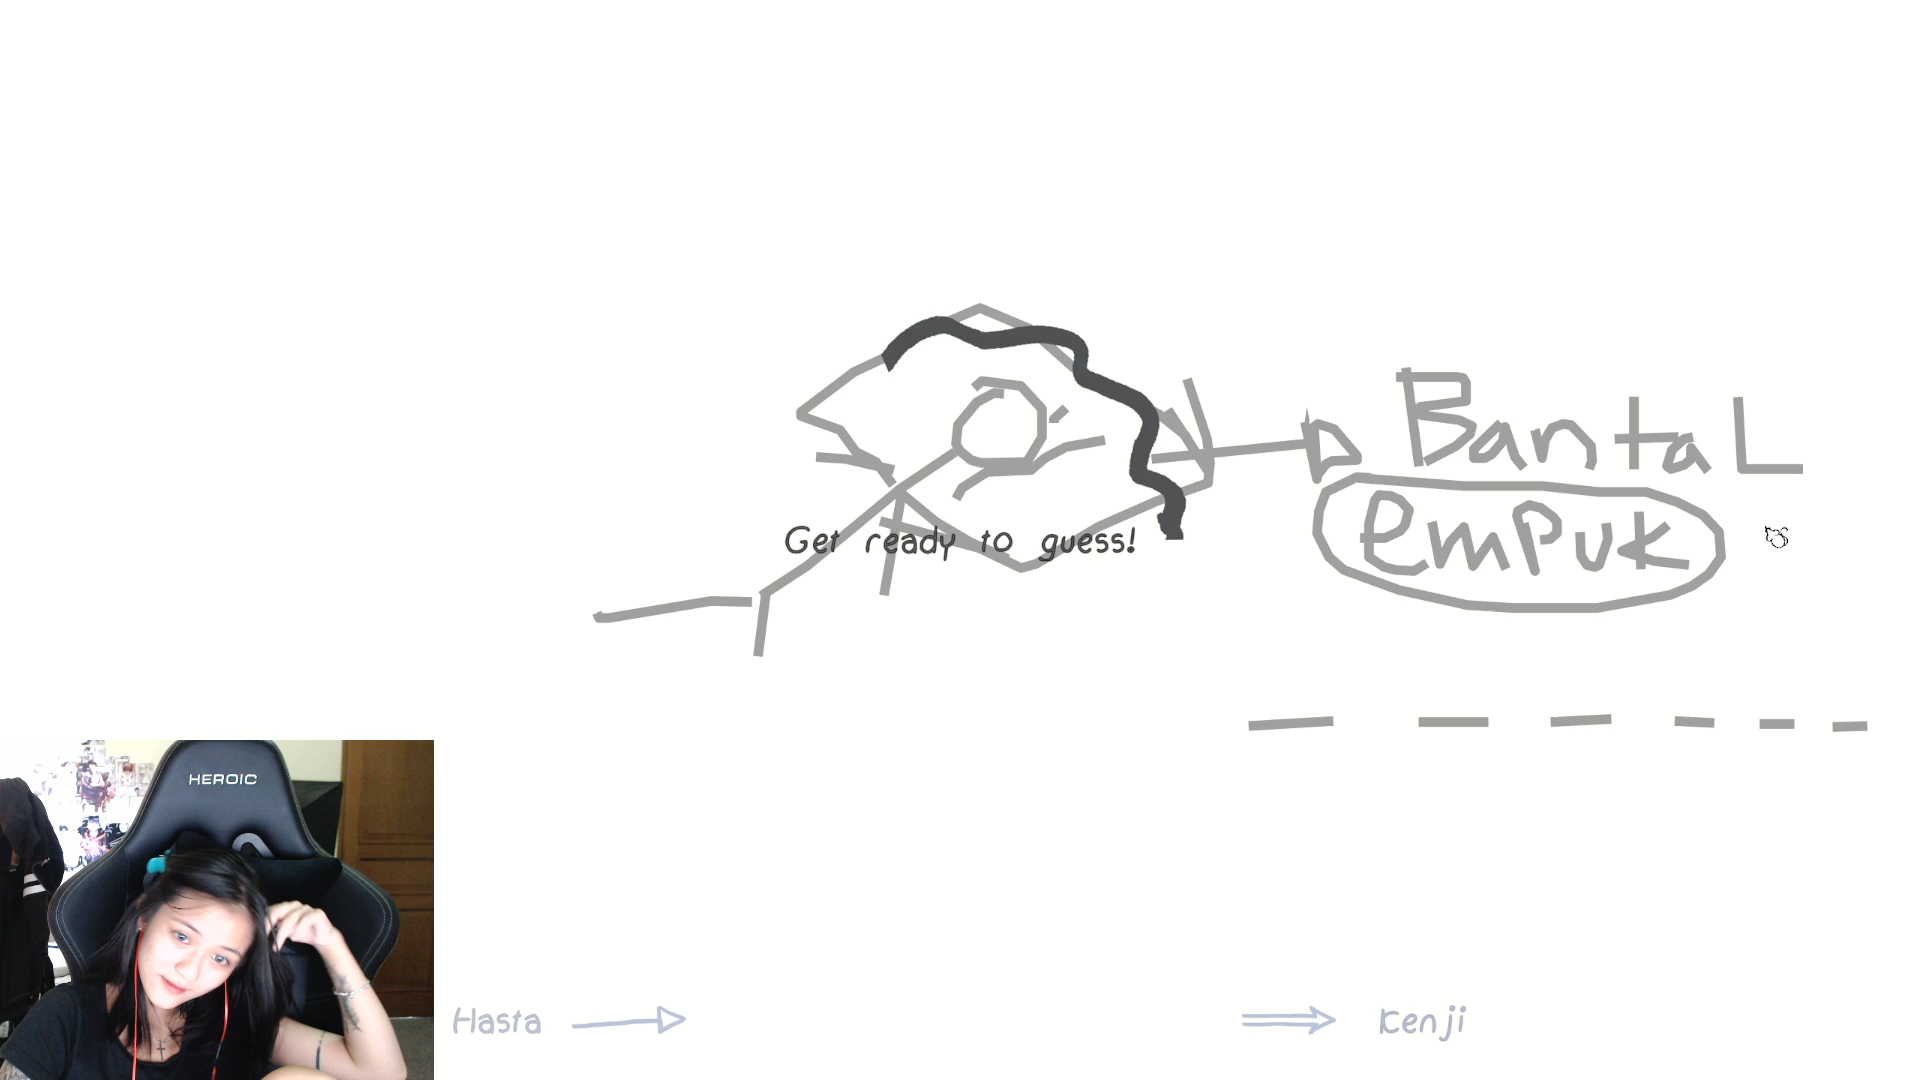 Bantal
empuk
Get ready to guess!
HEROIC
Hasta
Kenji